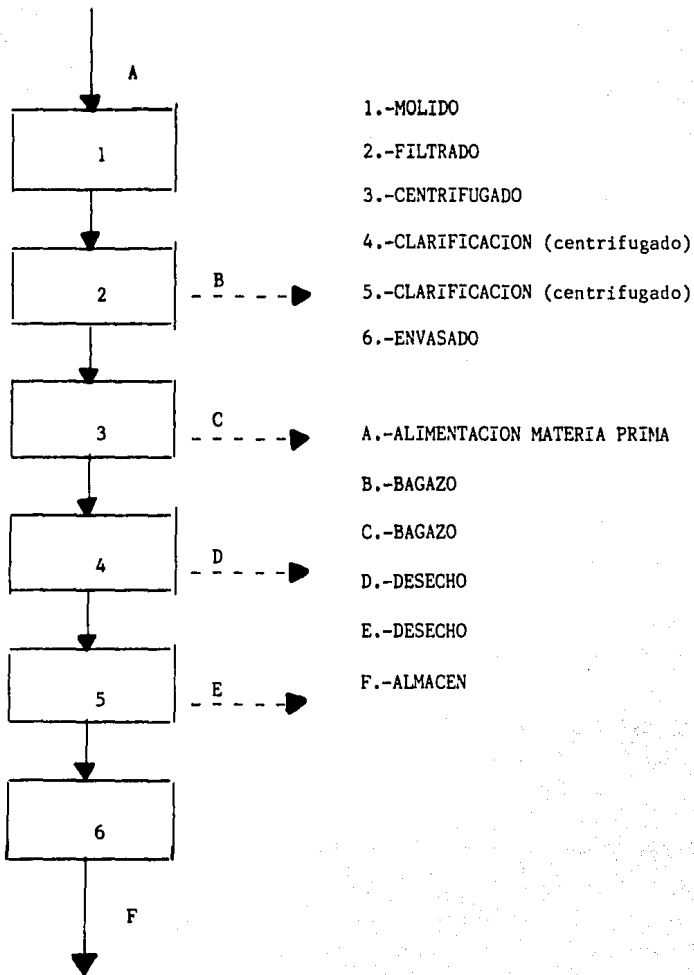 A
1
2
B
3
C
4
D
5
E
6
F
1.-MOLIDO
2.-FILTRADO
3.-CENTRIFUGADO
4.-CLARIFICACION (centrifugado)
5.-CLARIFICACION (centrifugado)
6.-ENVASADO
A.-ALIMENTACION MATERIA PRIMA
B.-BAGAZO
C.-BAGAZO
D.-DESECHO
E.-DESECHO
F.-ALMACEN